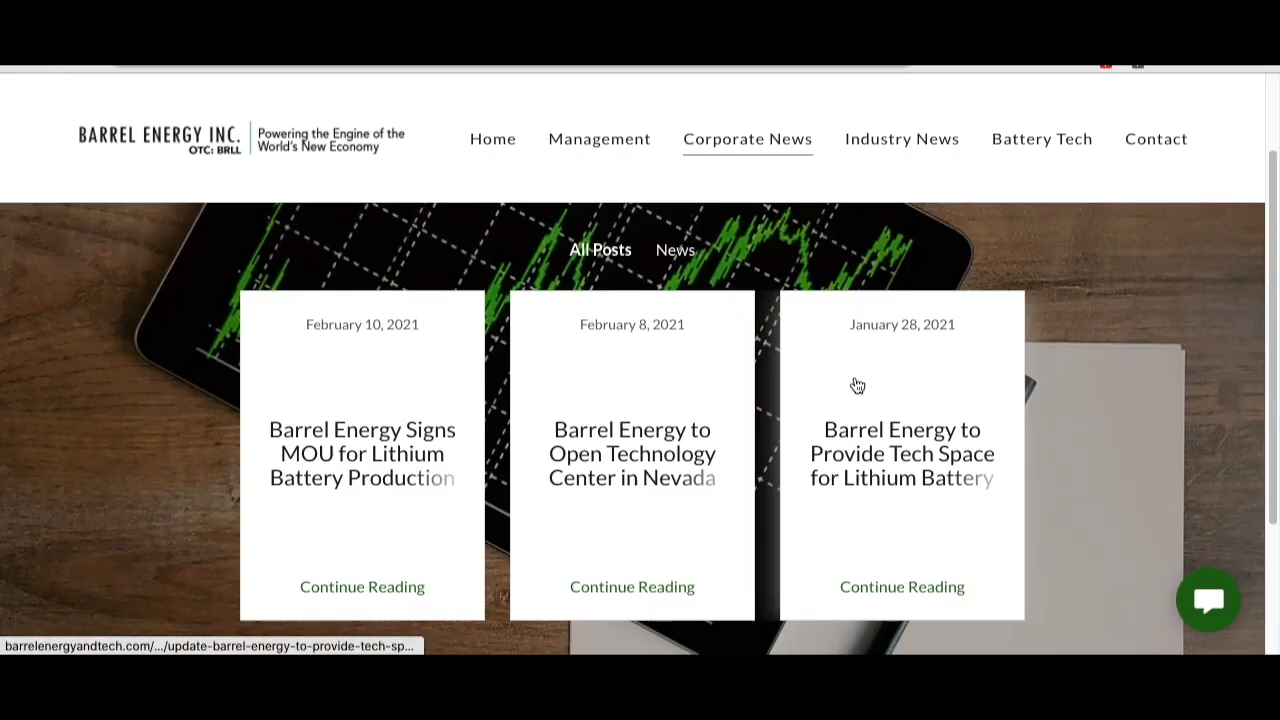 BARREL ENERGY INC.
OTC: BRLL
Powering the Engine of the
World's New Economy
Home
Management
Corporate News
Industry News
Battery Tech
Contact
All Posts
News
February 10, 2021
Barrel Energy Signs
MOU for Lithium
Battery Production
Continue Reading
February 8, 2021
Barrel Energy to
Open Technology
Center in Nevada
Continue Reading
January 28, 2021
Barrel Energy to
Provide Tech Space
for Lithium Battery
Continue Reading
barrelenergyandtech.com/.../update-barrel-energy-to-provide-tech-sp...